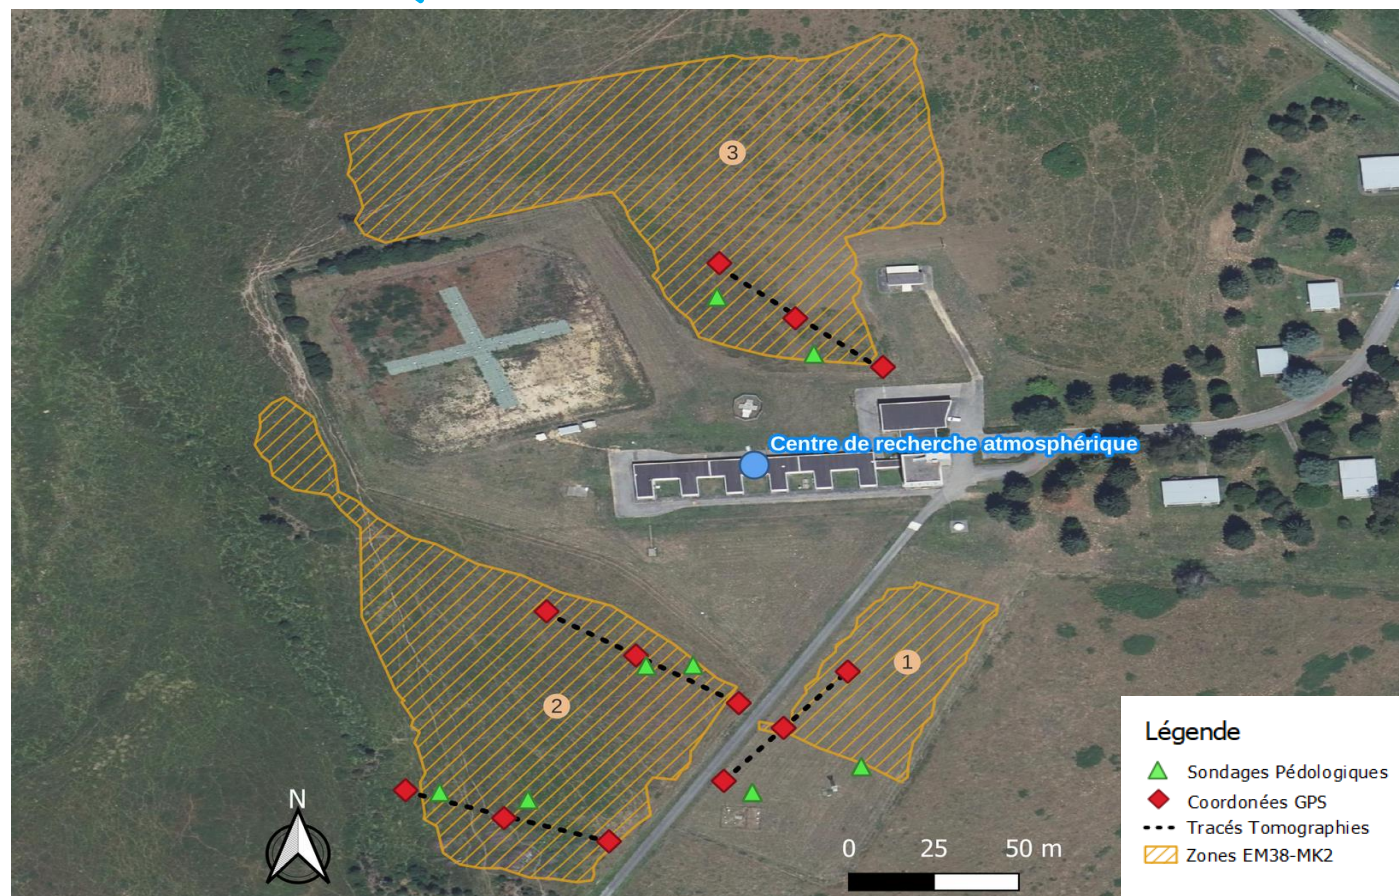 3
Centre de recherche atmosphérique
1
2
N
0 25 50 m
Légende
Sondages Pédologiques
Coordonées GPS
Tracés Tomographies
Zones EM38-MK2